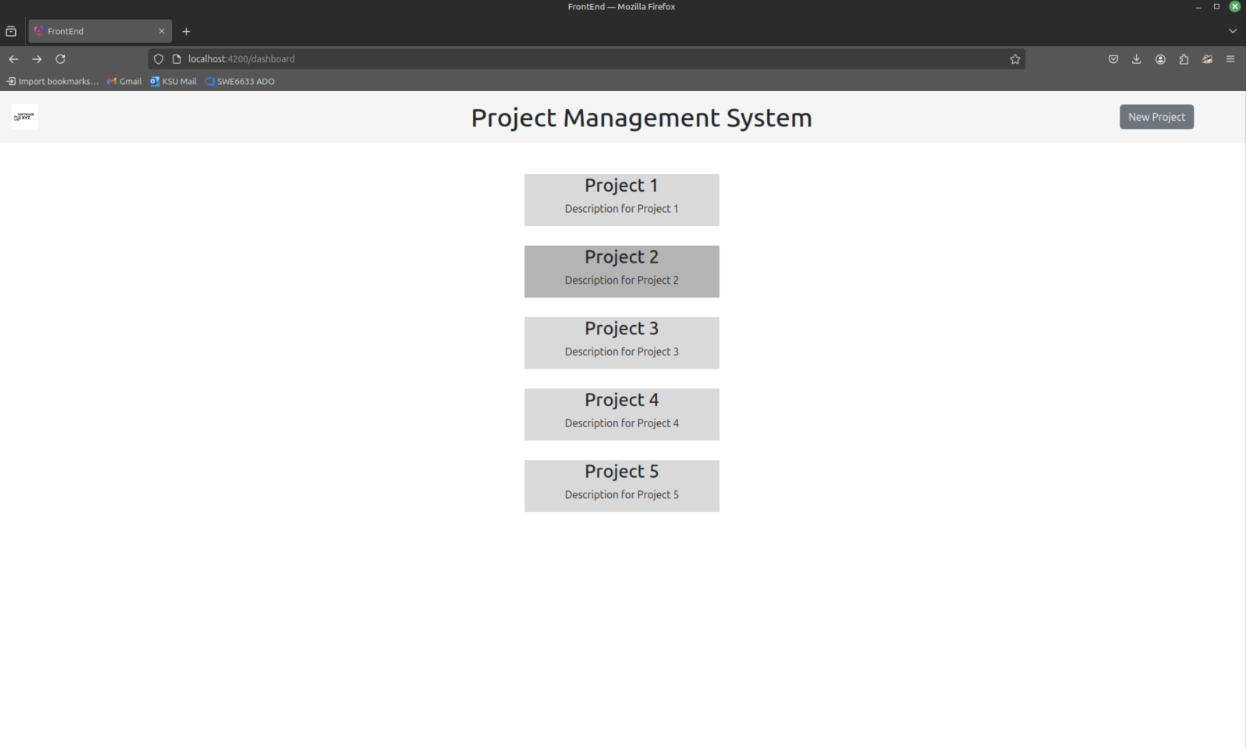 FrontEnd — Mozilla Firefox
FrontEnd
localhost:4200/dashboard
Import bookmarks... Gmail KSU Mail SWE6633 ADO
Project Management System
New Project
Project 1
Description for Project 1
Project 2
Description for Project 2
Project 3
Description for Project 3
Project 4
Description for Project 4
Project 5
Description for Project 5